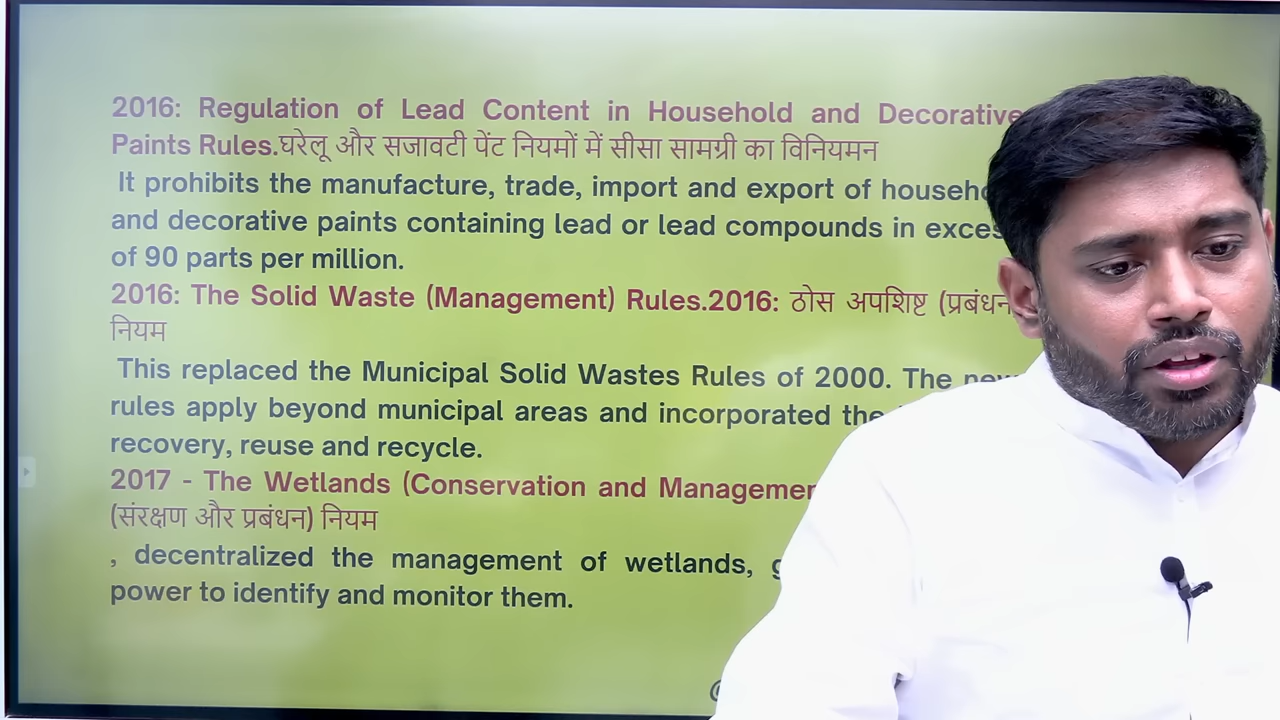 2016: Regulation of Lead Content in Household and Decorative
Paints Rules.घरेलू और सजावटी पेंट नियमों में सीसा सामग्री का विनियमन
It prohibits the manufacture, trade, import and export of
and decorative paints containing lead or lead compounds in
of 90 parts per million.
2016: The Solid Waste (Management) Rules.2016: ठोस अपशिष्ट (प्रबंधन
नियम
This replaced the Municipal Solid Wastes Rules of 2000. The new
rules apply beyond municipal areas and incorporated the
recovery, reuse and recycle.
2017 - The Wetlands (Conservation and
(संरक्षण और प्रबंधन) नियम
, decentralized the management of wetlands,
power to identify and monitor them.